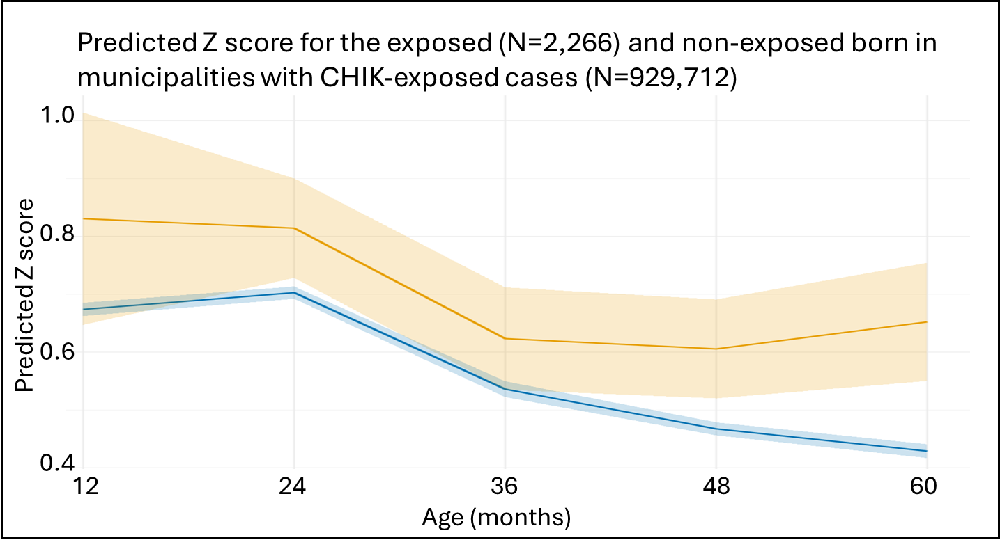 Predicted Z score for the exposed (N=2,266) and non-exposed born in
municipalities with CHIK-exposed cases (N=929,712)
Predicted Z score
1.0
0.8
0.6
0.4
12 24 36 48 60
Age (months)